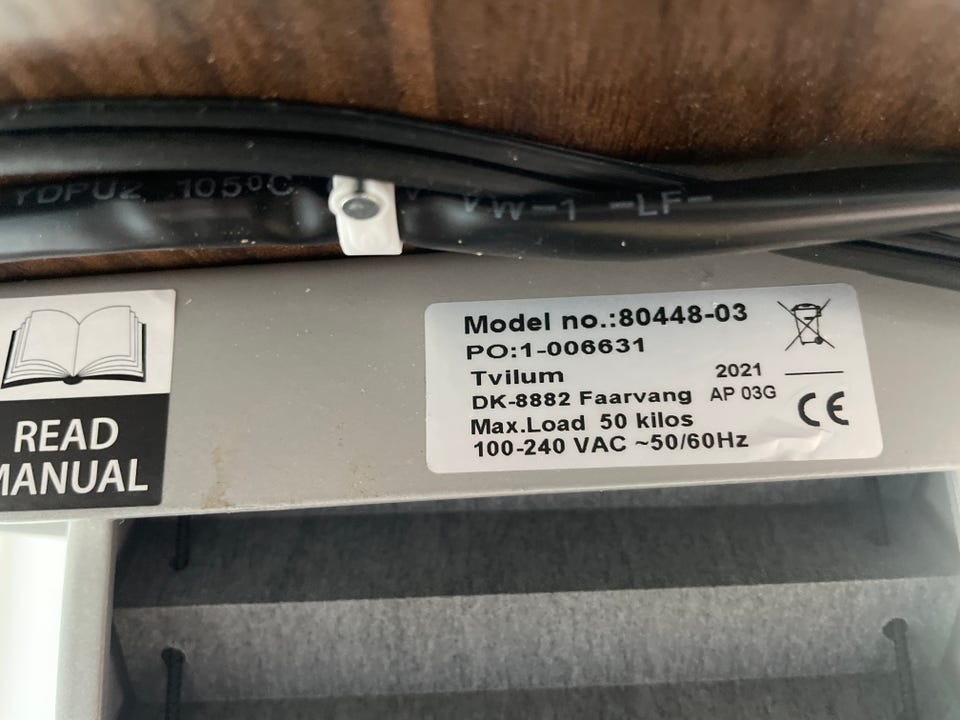 YDPU2 105°C
VW-1 -LF-
READ
MANUAL
Model no.:80448-03
PO:1-006631
Tvilum
DK-8882 Faarvang
Max.Load 50 kilos
100-240 VAC ~50/60Hz
2021
AP 03G
CE